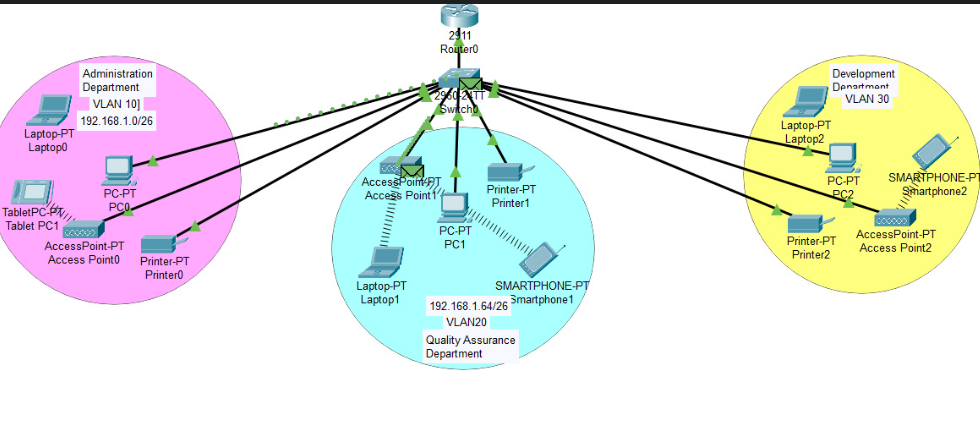 2911
Router0
2960-24TT
Switch0
Administration
Department
VLAN 10]
192.168.1.0/26
Laptop-PT
Laptop0
PC-PT
PC0
TabletPC-PT
Tablet PC1
AccessPoint-PT
Access Point0
Printer-PT
Printer0
AccessPoint-PT
Access Point1
Printer-PT
Printer1
PC-PT
PC1
Laptop-PT
Laptop1
SMARTPHONE-PT
Smartphone1
192.168.1.64/26
VLAN20
Quality Assurance
Department
Development
Department
VLAN 30
Laptop-PT
Laptop2
PC-PT
PC2
SMARTPHONE-PT
Smartphone2
Printer-PT
Printer2
AccessPoint-PT
Access Point2